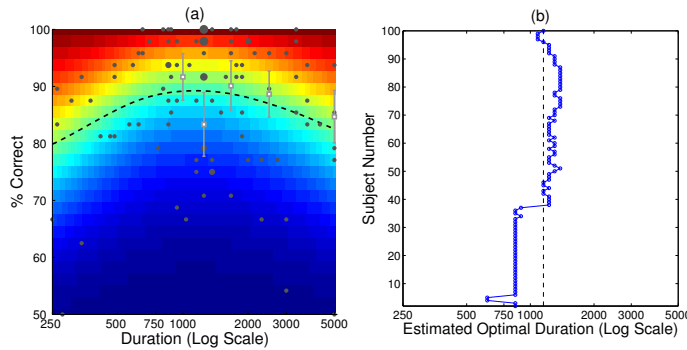 (a)
% Correct
100
90
80
70
60
50
250 500 750 1000 2000 3000 5000
Duration (Log Scale)
(b)
Subject Number
100
90
80
70
60
50
40
30
20
10
250 500 750 1000 2000 3000 5000
Estimated Optimal Duration (Log Scale)